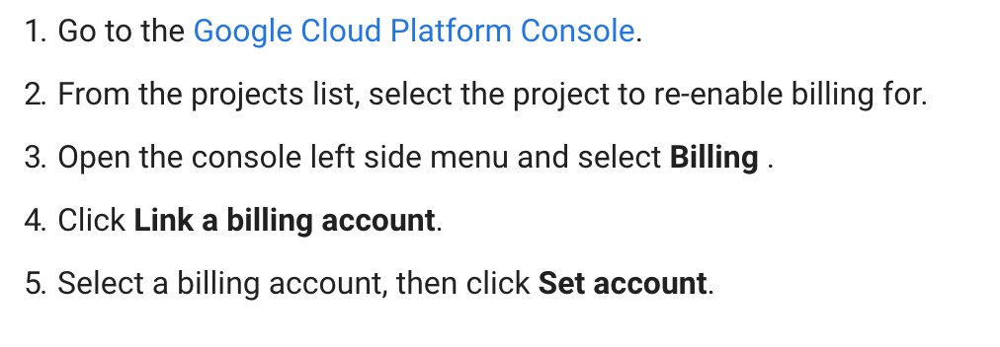 1. Go to the Google Cloud Platform Console.
2. From the projects list, select the project to re-enable billing for.
3. Open the console left side menu and select Billing .
4. Click Link a billing account.
5. Select a billing account, then click Set account.